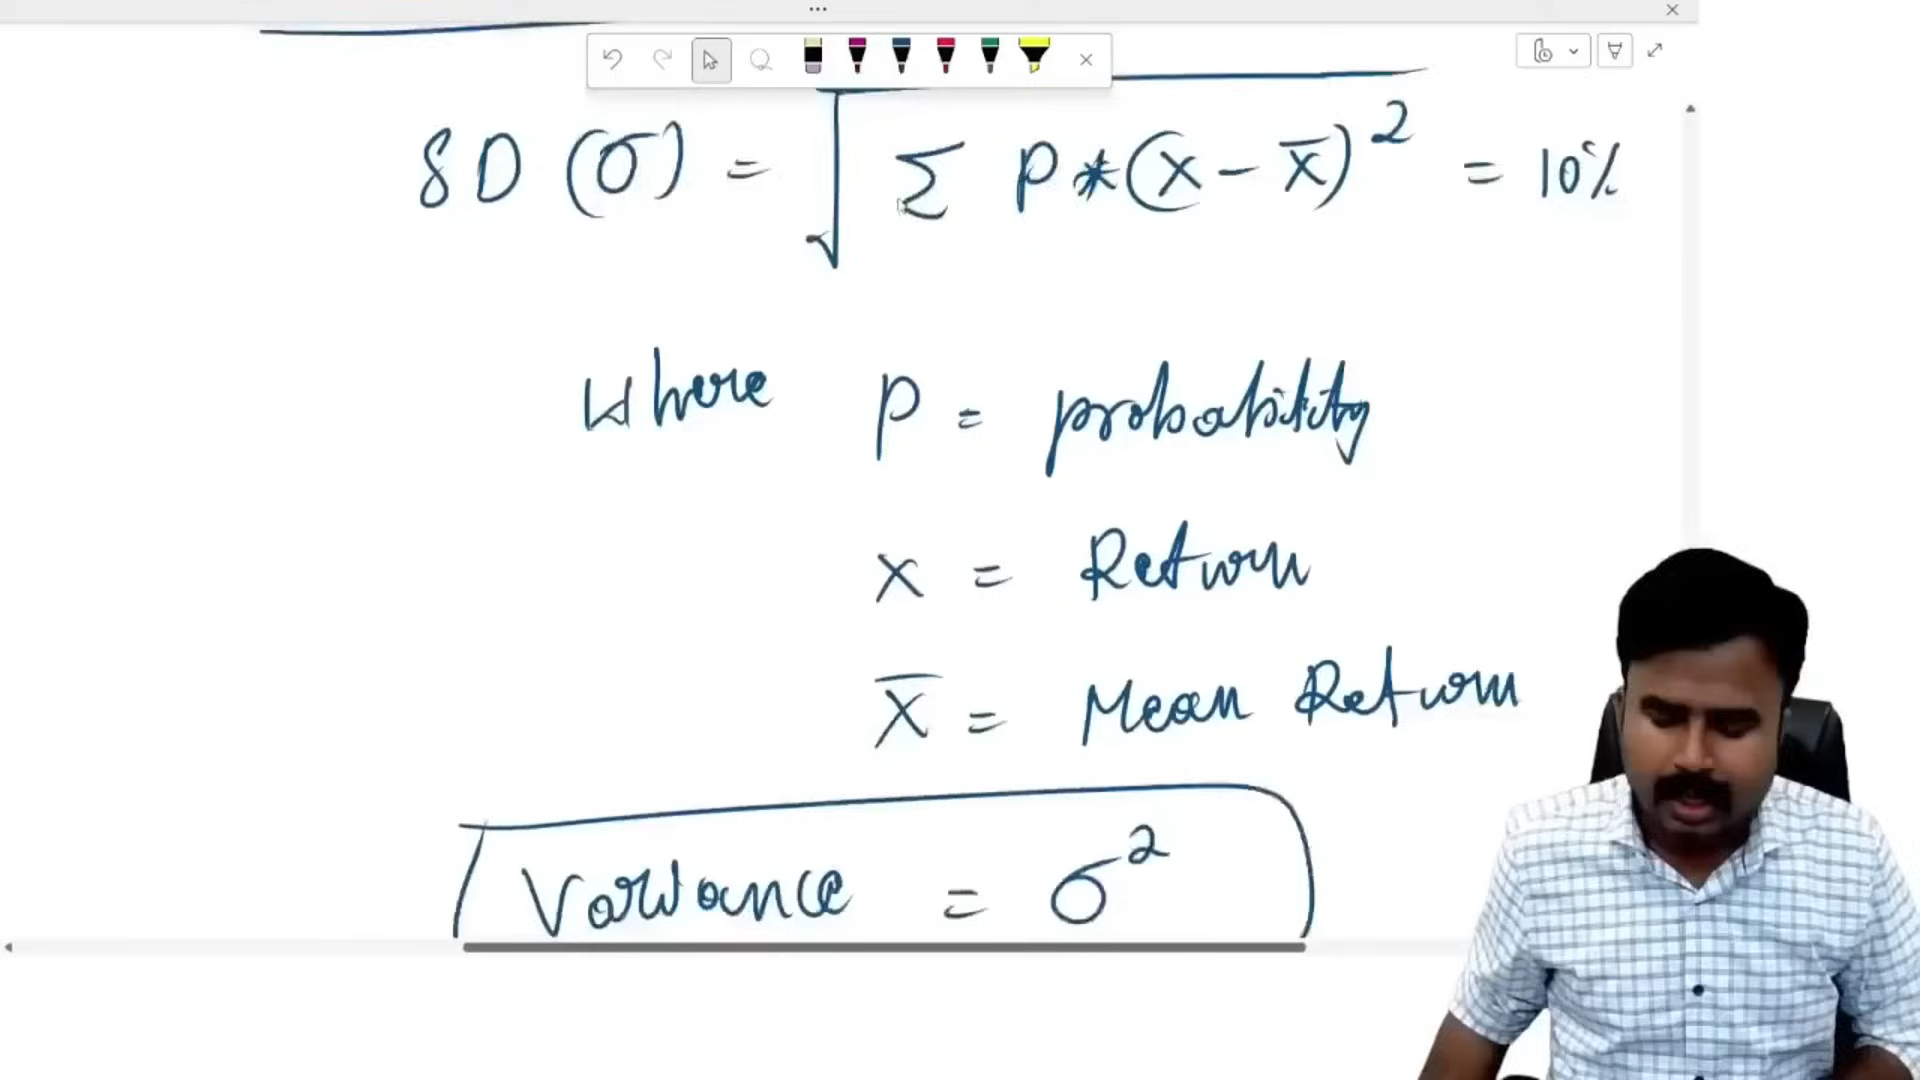 SD (σ) = √ Σ P*(x - x̄)² = 10%
Where P = probability
x = Return
x̄ = Mean Return
Variance = σ²